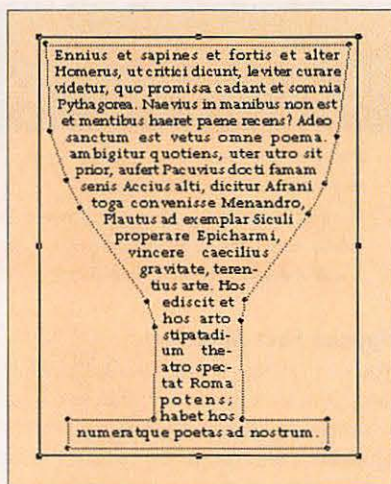 Ennius et sapines et fortis et alter
Homerus, ut critici dicunt, leviter curare
videtur, quo promissa cadant et somnia
Pythagorea. Naevius in manibus non est
et mentibus haeret paene recens? Adeo
sanctum est vetus omne poema.
ambigitur quotiens, uter utro sit
prior, aufert Pacuvius docti famam
senis Accius alti, dicitur Afrani
toga convenisse Menandro,
Plautus ad exemplar Siculi
properare Epicharmi,
vincere caecilius
gravitate, teren-
tius arte. Hos
ediscit et
hos arto
stipatadi-
um the-
atro spec-
tat Roma
potens;
habet hos
numeratque poetas ad nostrum.